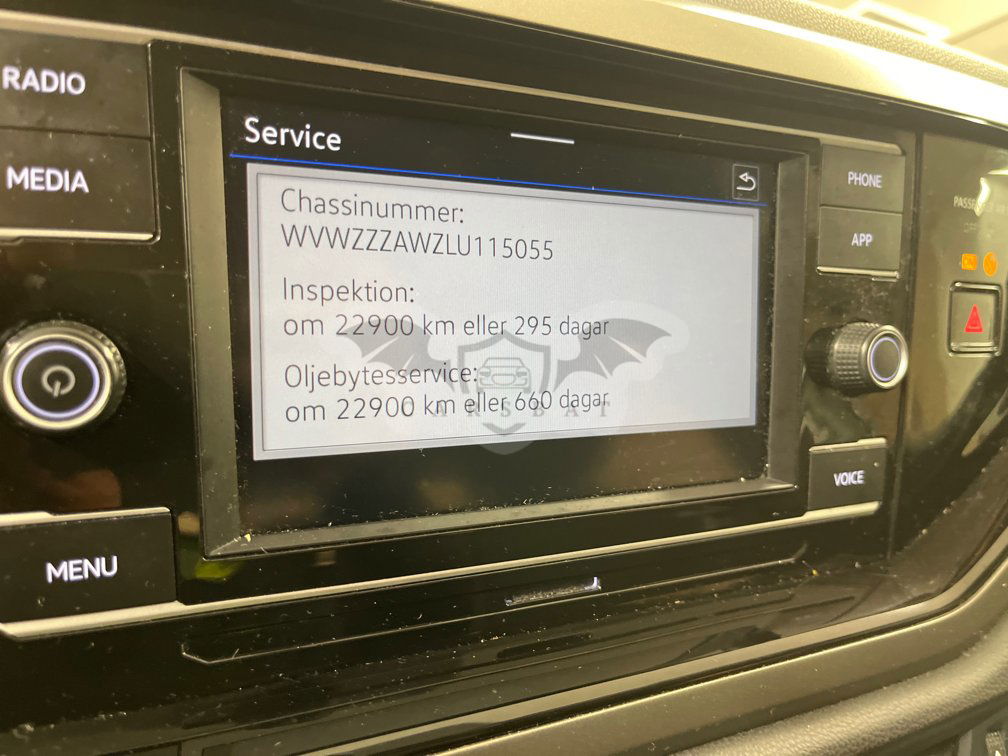 RADIO
MEDIA
MENU
Service
Chassinummer:
WVWZZZAWZLU115055
Inspektion:
om 22900 km eller 295 dagar
Oljebytesservice:
om 22900 km eller 660 dagar
CARSBAT
PHONE
APP
VOICE